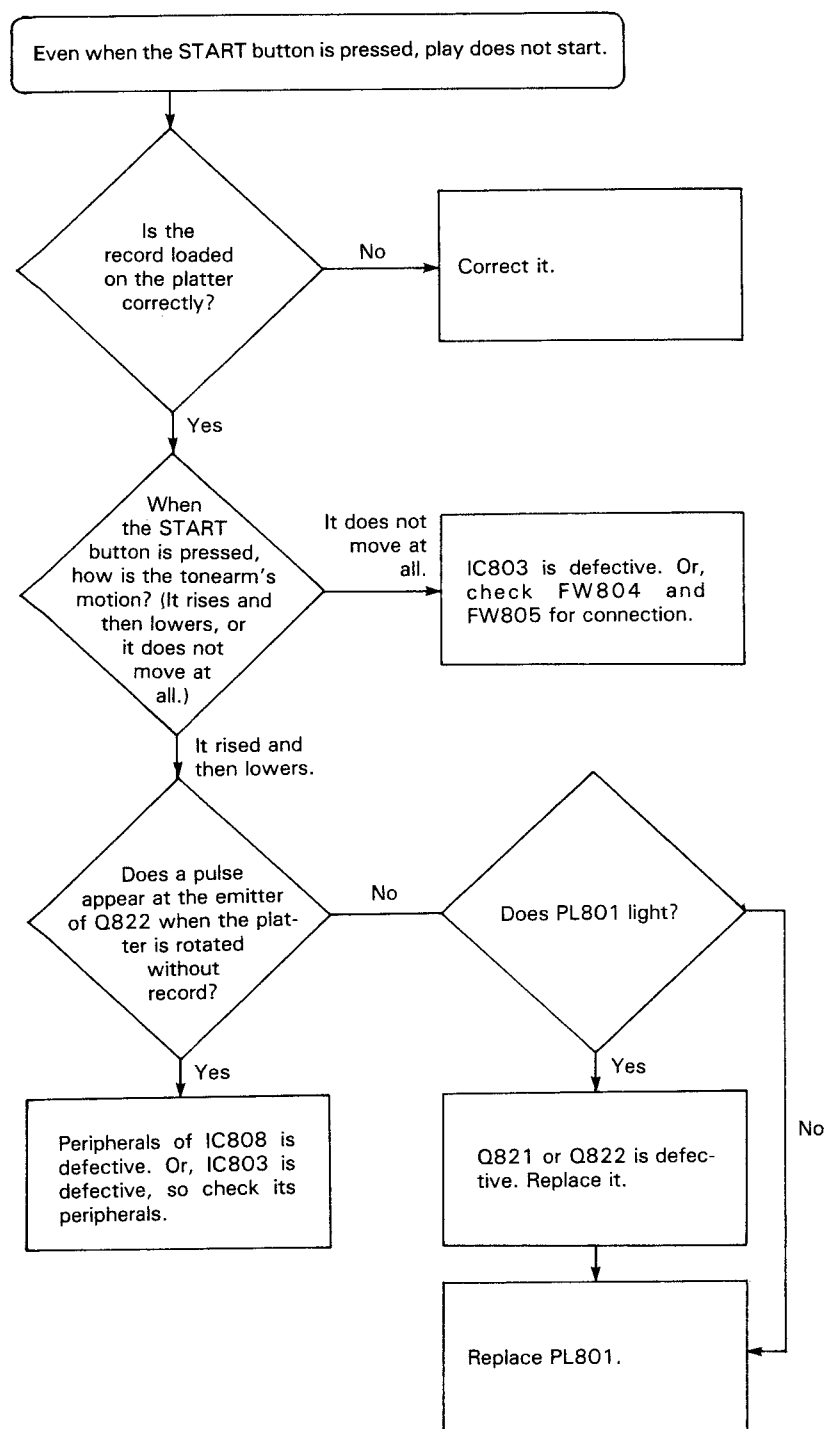 Even when the START button is pressed, play does not start.
Is the
record loaded
on the platter
correctly?
No
Correct it.
Yes
When
the START
button is pressed,
how is the tonearm's
motion? (It rises and
then lowers, or
it does not
move at
all.)
It does not
move at
all.
IC803 is defective. Or,
check FW804 and
FW805 for connection.
It rised and
then lowers.
Does a pulse
appear at the emitter
of Q822 when the plat-
ter is rotated
without
record?
No
Does PL801 light?
Yes
Peripherals of IC808 is
defective. Or, IC803 is
defective, so check its
peripherals.
Yes
Q821 or Q822 is defec-
tive. Replace it.
No
Replace PL801.